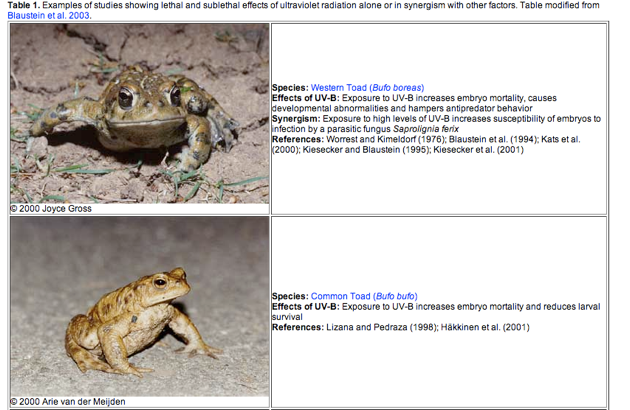 Table 1. Examples of studies showing lethal and sublethal effects of ultraviolet radiation alone or in synergism with other factors. Table modified from
Blaustein et al. 2003.
Species: Western Toad (Bufo boreas)
Effects of UV-B: Exposure to UV-B increases embryo mortality, causes
developmental abnormalities and hampers antipredator behavior
Synergism: Exposure to high levels of UV-B increases susceptibility of embryos to
infection by a parasitic fungus Saprolignia ferix
References: Worrest and Kimeldorf (1976); Blaustein et al. (1994); Kats et al.
(2000); Kiesecker and Blaustein (1995); Kiesecker et al. (2001)
© 2000 Joyce Gross
Species: Common Toad (Bufo bufo)
Effects of UV-B: Exposure to UV-B increases embryo mortality and reduces larval
survival
References: Lizana and Pedraza (1998); Häkkinen et al. (2001)
© 2000 Arie van der Meijden